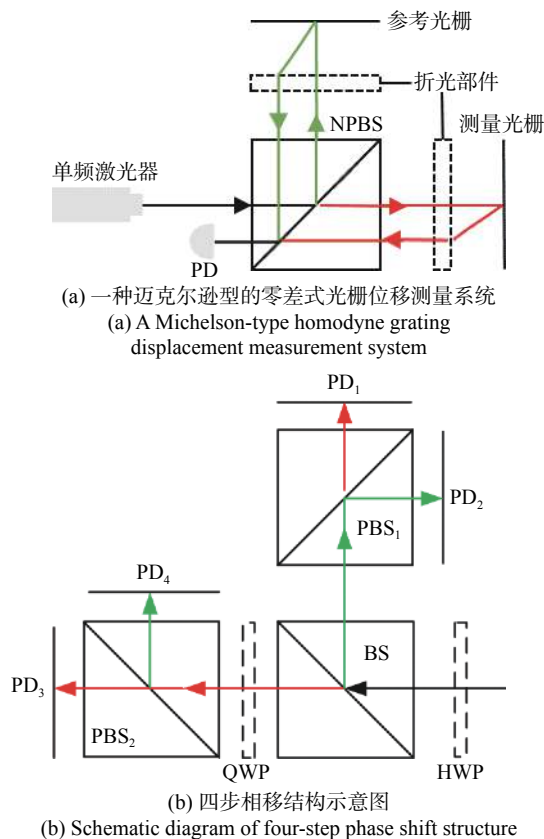 参考光栅
折光部件
NPBS
测量光栅
单频激光器
PD
(a) 一种迈克尔逊型的零差式光栅位移测量系统
(a) A Michelson-type homodyne grating
displacement measurement system
PD₁
PD₂
PBS₁
PD₄
BS
PD₃
PBS₂
QWP
HWP
(b) 四步相移结构示意图
(b) Schematic diagram of four-step phase shift structure